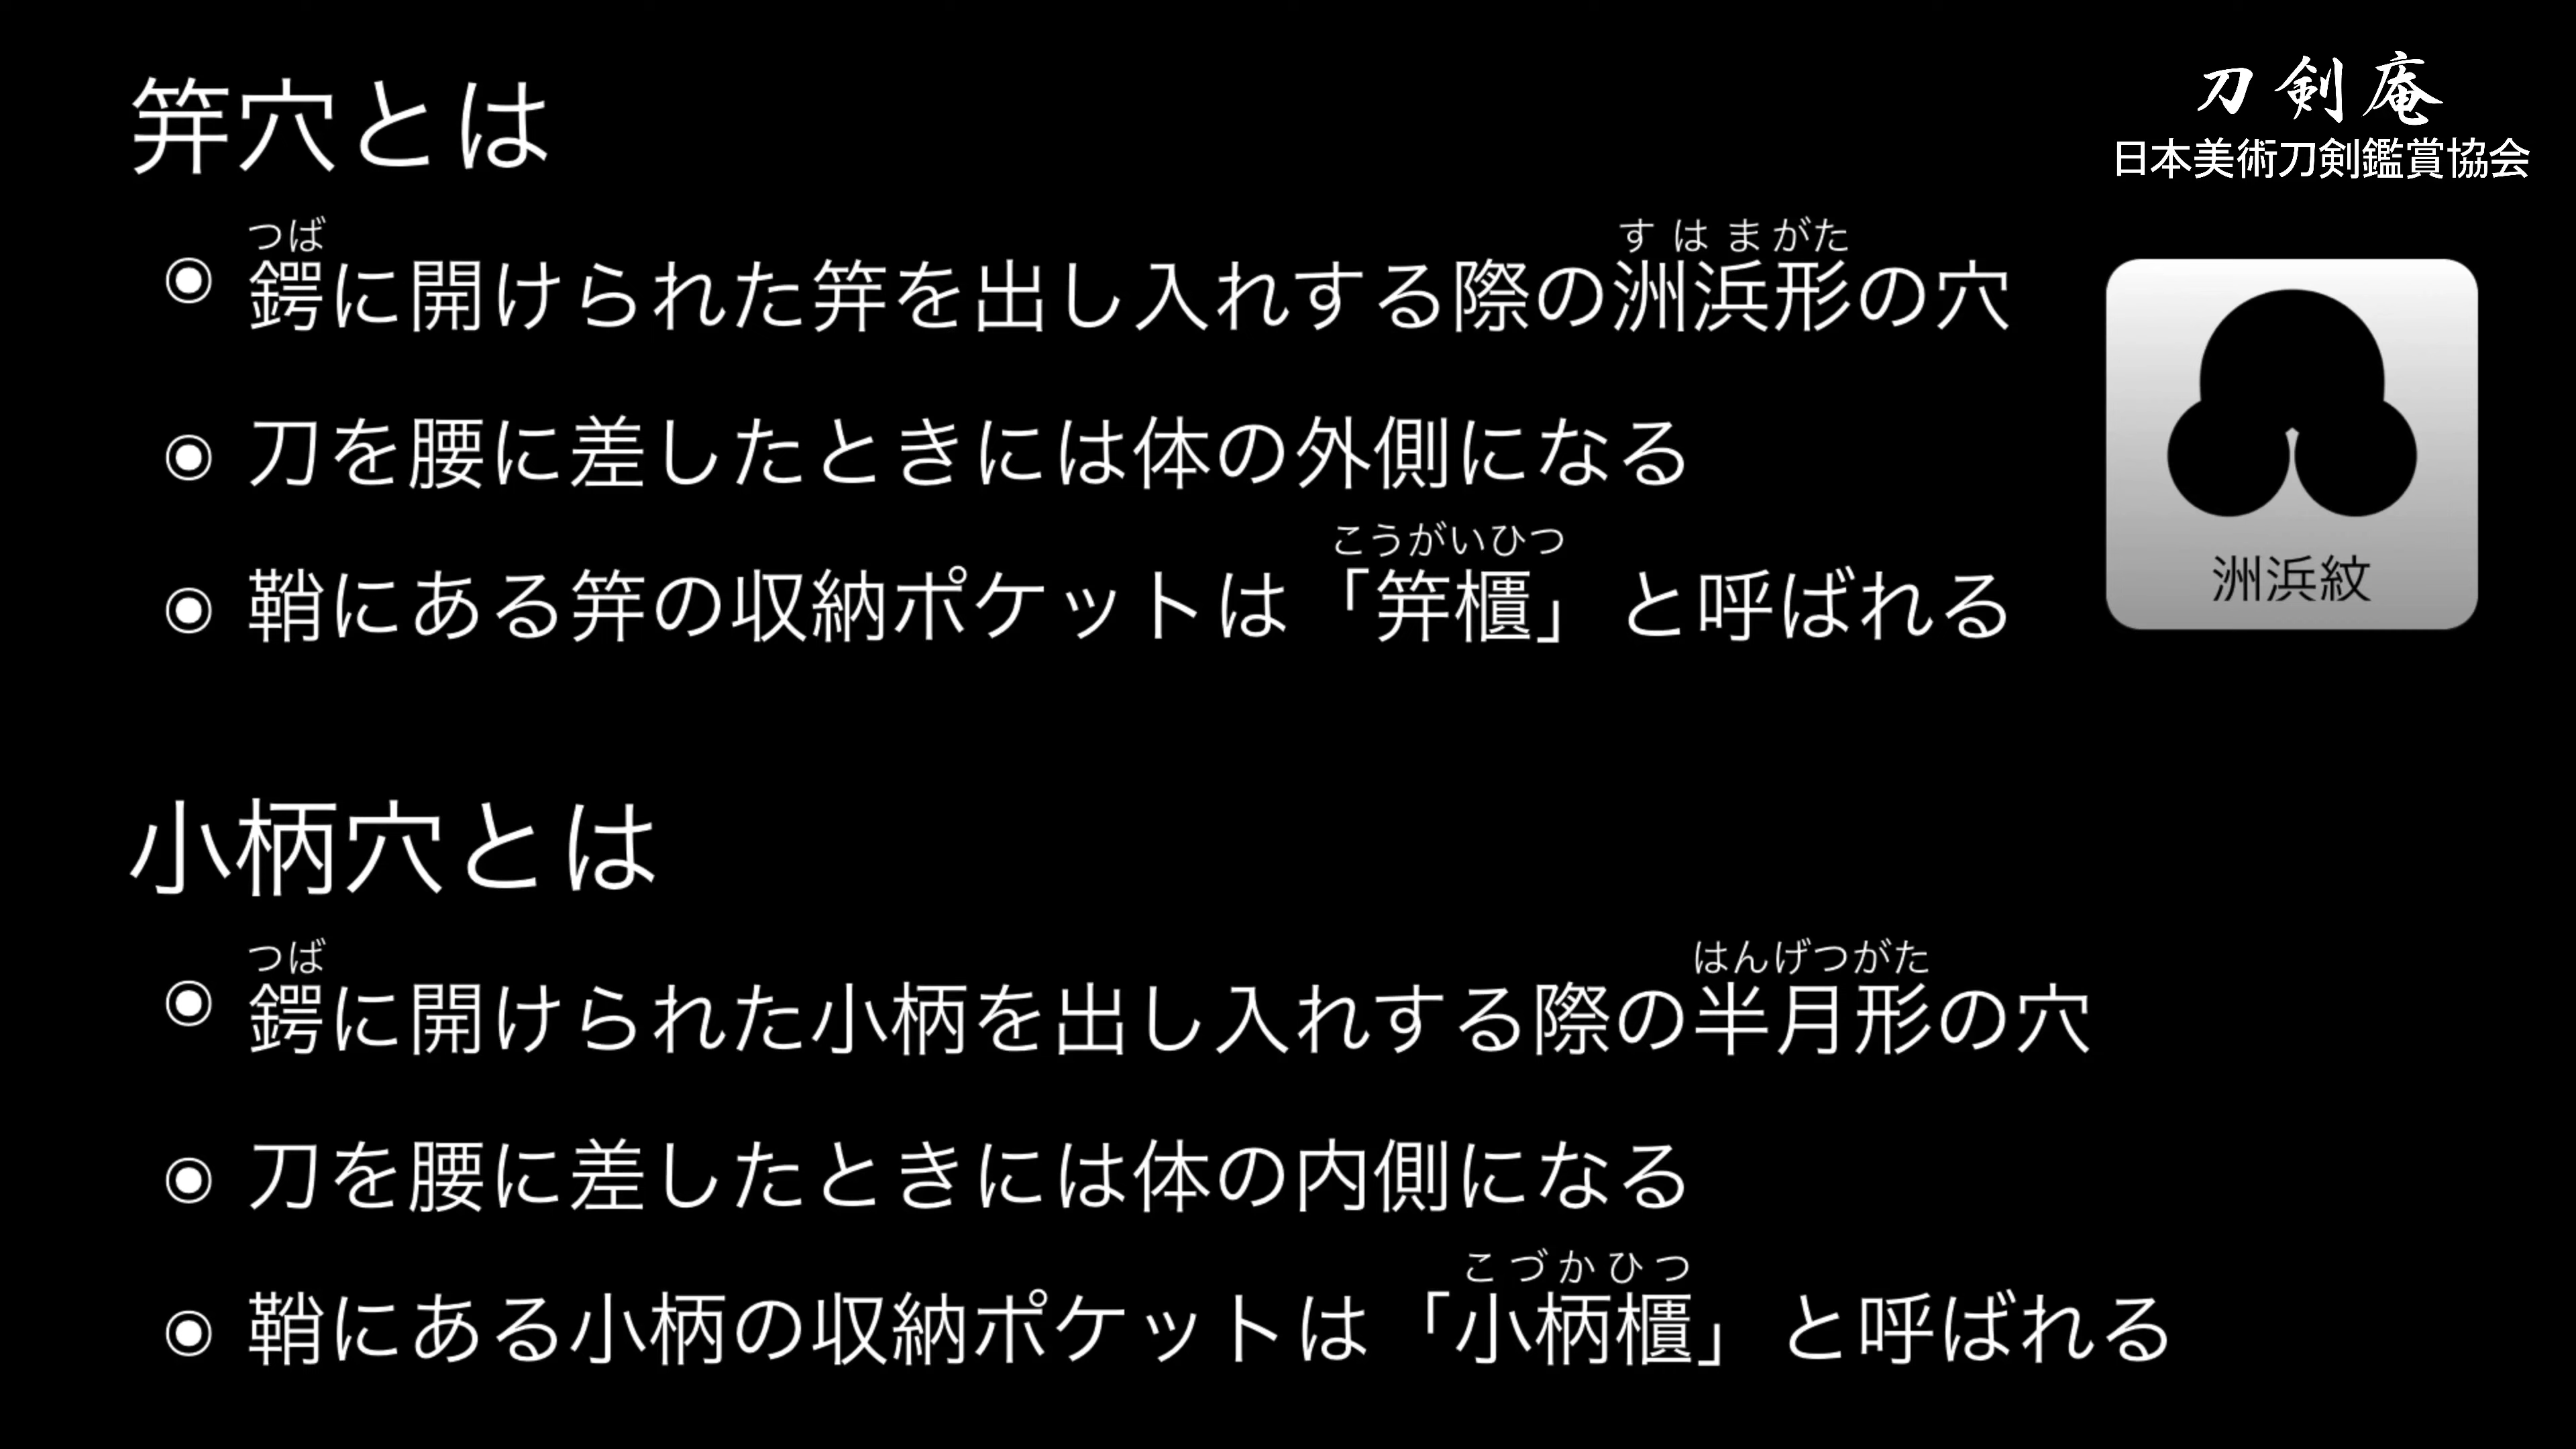 笄穴とは
刀剣庵
日本美術刀剣鑑賞協会
つば
すはまがた
鍔に開けられた笄を出し入れする際の洲浜形の穴
刀を腰に差したときには体の外側になる
こうがいひつ
鞘にある笄の収納ポケットは「笄櫃」と呼ばれる
洲浜紋
小柄穴とは
つば
はんげつがた
鍔に開けられた小柄を出し入れする際の半月形の穴
刀を腰に差したときには体の内側になる
こづかひつ
鞘にある小柄の収納ポケットは「小柄櫃」と呼ばれる